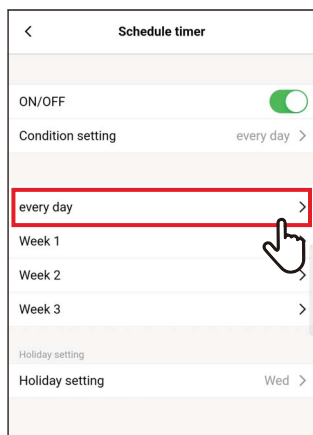 Schedule timer
ON/OFF
Condition setting every day
every day
Week 1
Week 2
Week 3
Holiday setting
Holiday setting Wed